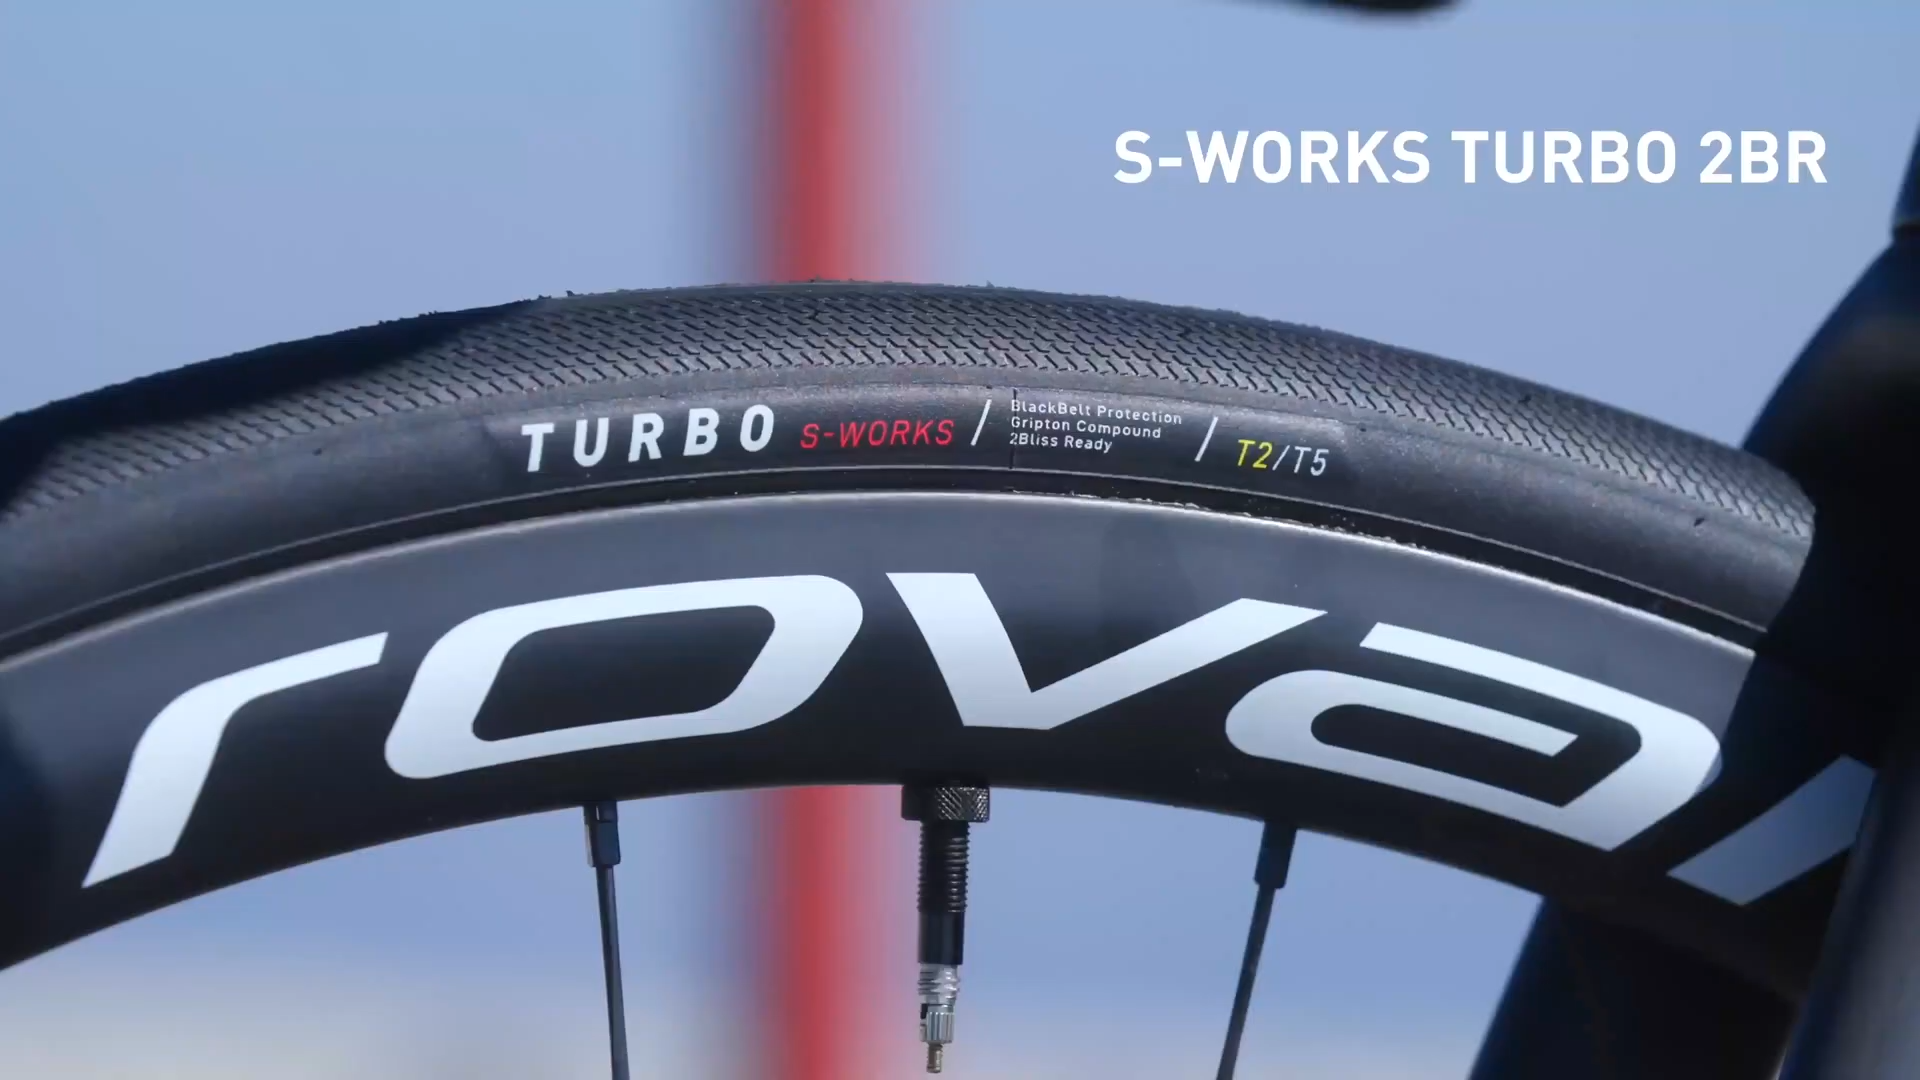 S-WORKS TURBO 2BR
TURBO S-WORKS / BlackBelt Protection
Gripton Compound
2Bliss Ready / T2/T5
rova